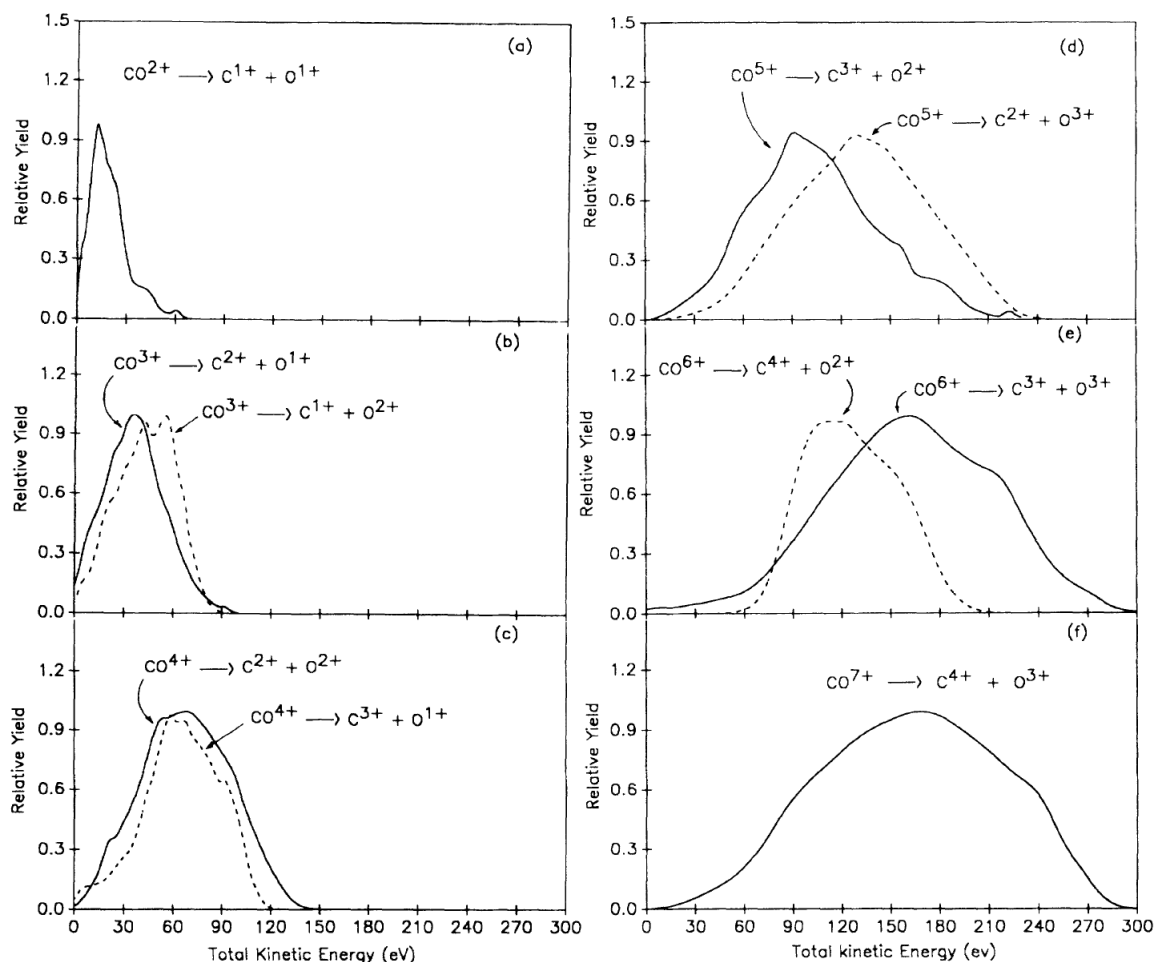 1.5
1.2
0.9
0.6
0.3
0.0
Relative Yield
(a)
CO²⁺ → C¹⁺ + O¹⁺
1.2
0.9
0.6
0.3
0.0
Relative Yield
(b)
CO³⁺ → C²⁺ + O¹⁺
CO³⁺ → C¹⁺ + O²⁺
1.2
0.9
0.6
0.3
0.0
Relative Yield
(c)
CO⁴⁺ → C²⁺ + O²⁺
CO⁴⁺ → C³⁺ + O¹⁺
0 30 60 90 120 150 180 210 240 270 300
Total Kinetic Energy (eV)
1.5
1.2
0.9
0.6
0.3
0.0
Relative Yield
(d)
CO⁵⁺ → C³⁺ + O²⁺
CO⁵⁺ → C²⁺ + O³⁺
1.2
0.9
0.6
0.3
0.0
Relative Yield
(e)
CO⁶⁺ → C⁴⁺ + O²⁺
CO⁶⁺ → C³⁺ + O³⁺
1.2
0.9
0.6
0.3
0.0
Relative Yield
(f)
CO⁷⁺ → C⁴⁺ + O³⁺
0 30 60 90 120 150 180 210 240 270 300
Total Kinetic Energy (ev)